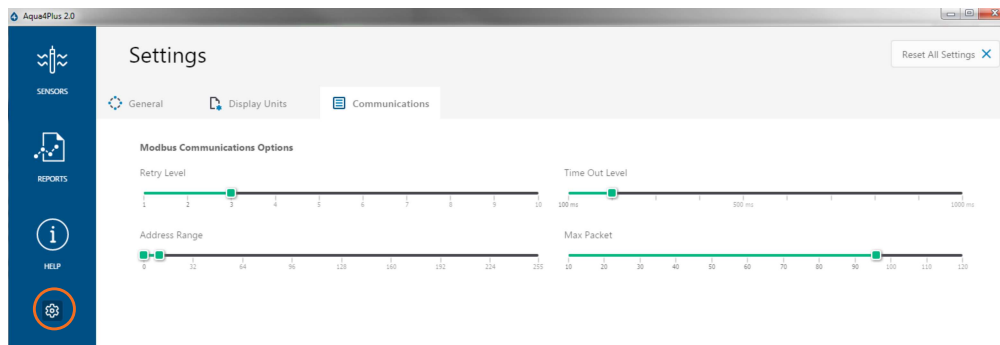 Aqua4Plus 2.0
Settings
Reset All Settings
SENSORS
General Display Units Communications
REPORTS
Modbus Communications Options
Retry Level
1 2 3 4 5 6 7 8 9 10
Time Out Level
100 ms 500 ms 1000 ms
Address Range
0 32 64 96 128 160 192 224 255
Max Packet
10 20 30 40 50 60 70 80 90 100 110 120
i
HELP